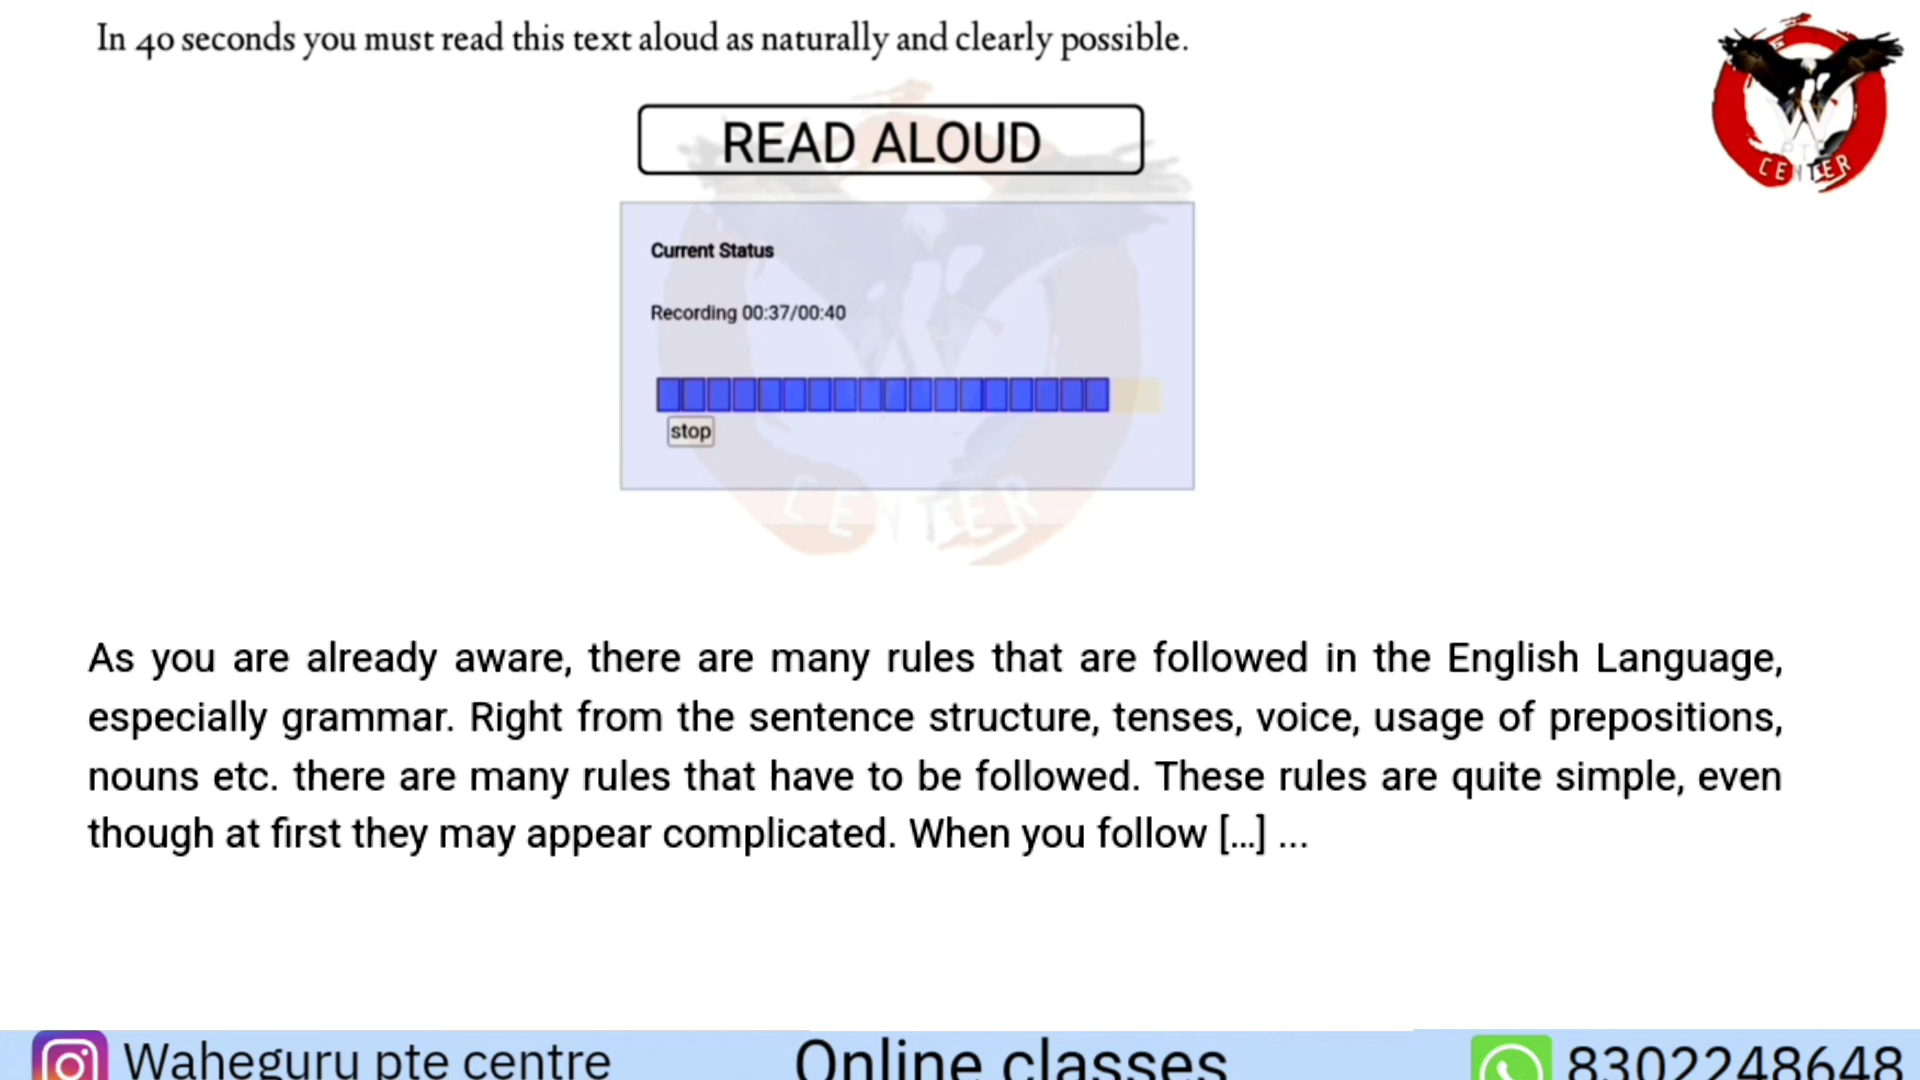 In 40 seconds you must read this text aloud as naturally and clearly possible.
READ ALOUD
Current Status
Recording 00:37/00:40
stop
CENTER
CENTER
As you are already aware, there are many rules that are followed in the English Language,
especially grammar. Right from the sentence structure, tenses, voice, usage of prepositions,
nouns etc. there are many rules that have to be followed. These rules are quite simple, even
though at first they may appear complicated. When you follow [...] ...
Waheguru pte centre
Online classes
8302248648